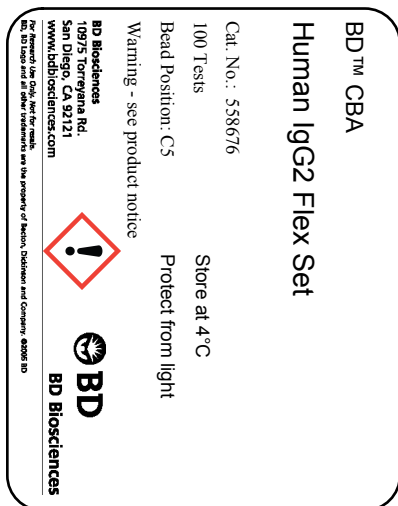 BD™ CBA
Human IgG2 Flex Set
Cat. No.: 558676
100 Tests Store at 4°C
Bead Position: C5 Protect from light
Warning - see product notice
BD Biosciences
10975 Torreyana Rd.
San Diego, CA 92121
www.bdbiosciences.com
BD
BD Biosciences
For Research Use Only. Not for resale.
BD, BD Logo and all other trademarks are the property of Becton, Dickinson and Company. ©2005 BD